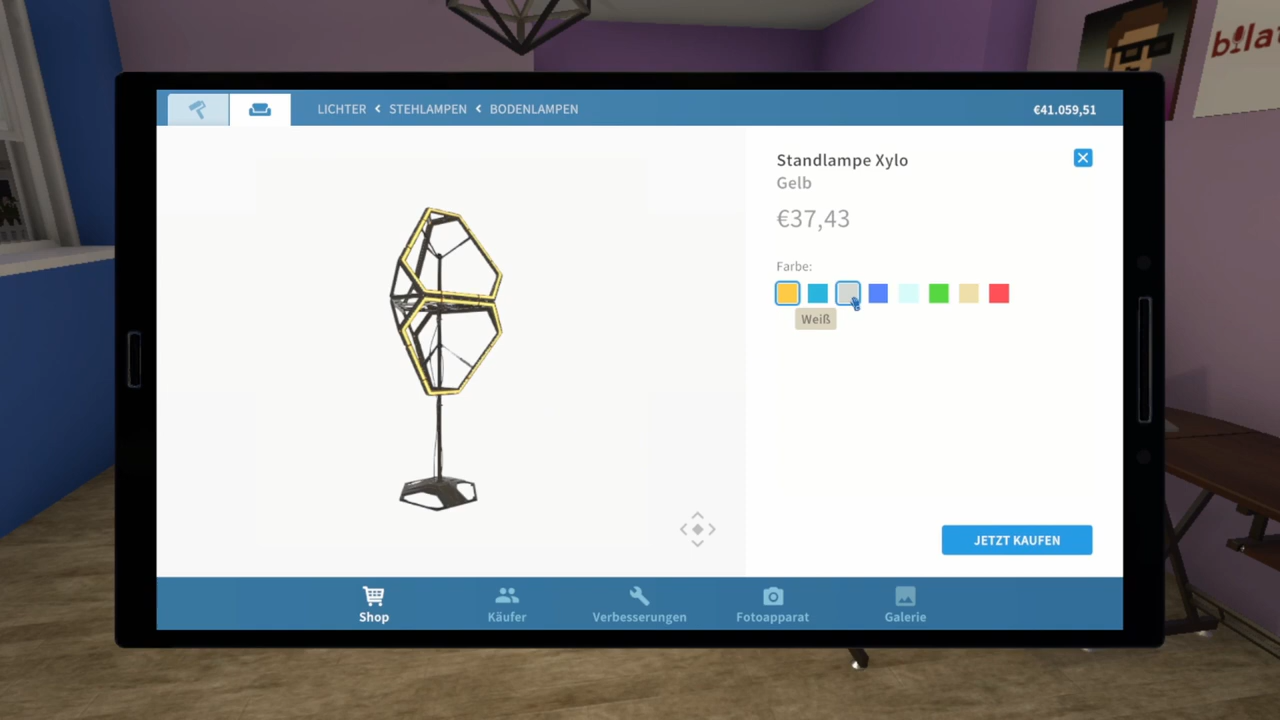 LICHTER < STEHLAMPEN < BODENLAMPEN
€41.059,51
Standlampe Xylo
Gelb
€37,43
Farbe:
Weiß
JETZT KAUFEN
Shop
Käufer
Verbesserungen
Fotoapparat
Galerie